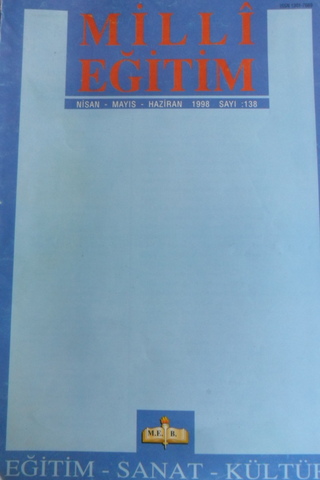 MİLLÎ
EĞİTİM
NİSAN - MAYIS - HAZİRAN 1998 SAYI :138
M.E. B.
EĞİTİM - SANAT - KÜLTÜR